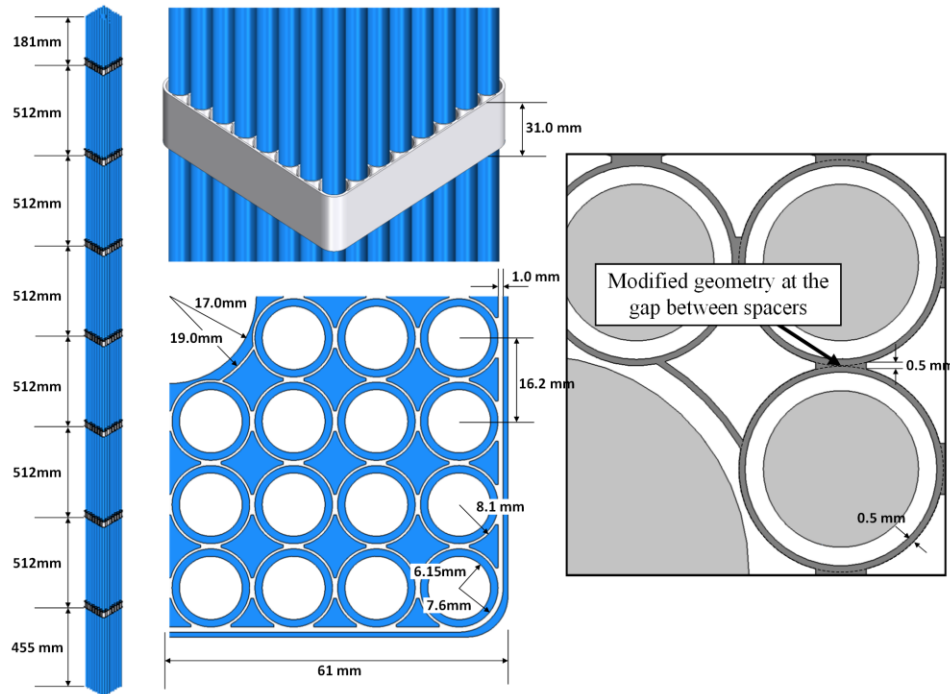 181mm
512mm
512mm
512mm
512mm
512mm
512mm
455 mm
31.0 mm
1.0 mm
17.0mm
19.0mm
16.2 mm
8.1 mm
6.15mm
7.6mm
61 mm
Modified geometry at the
gap between spacers
0.5 mm
0.5 mm